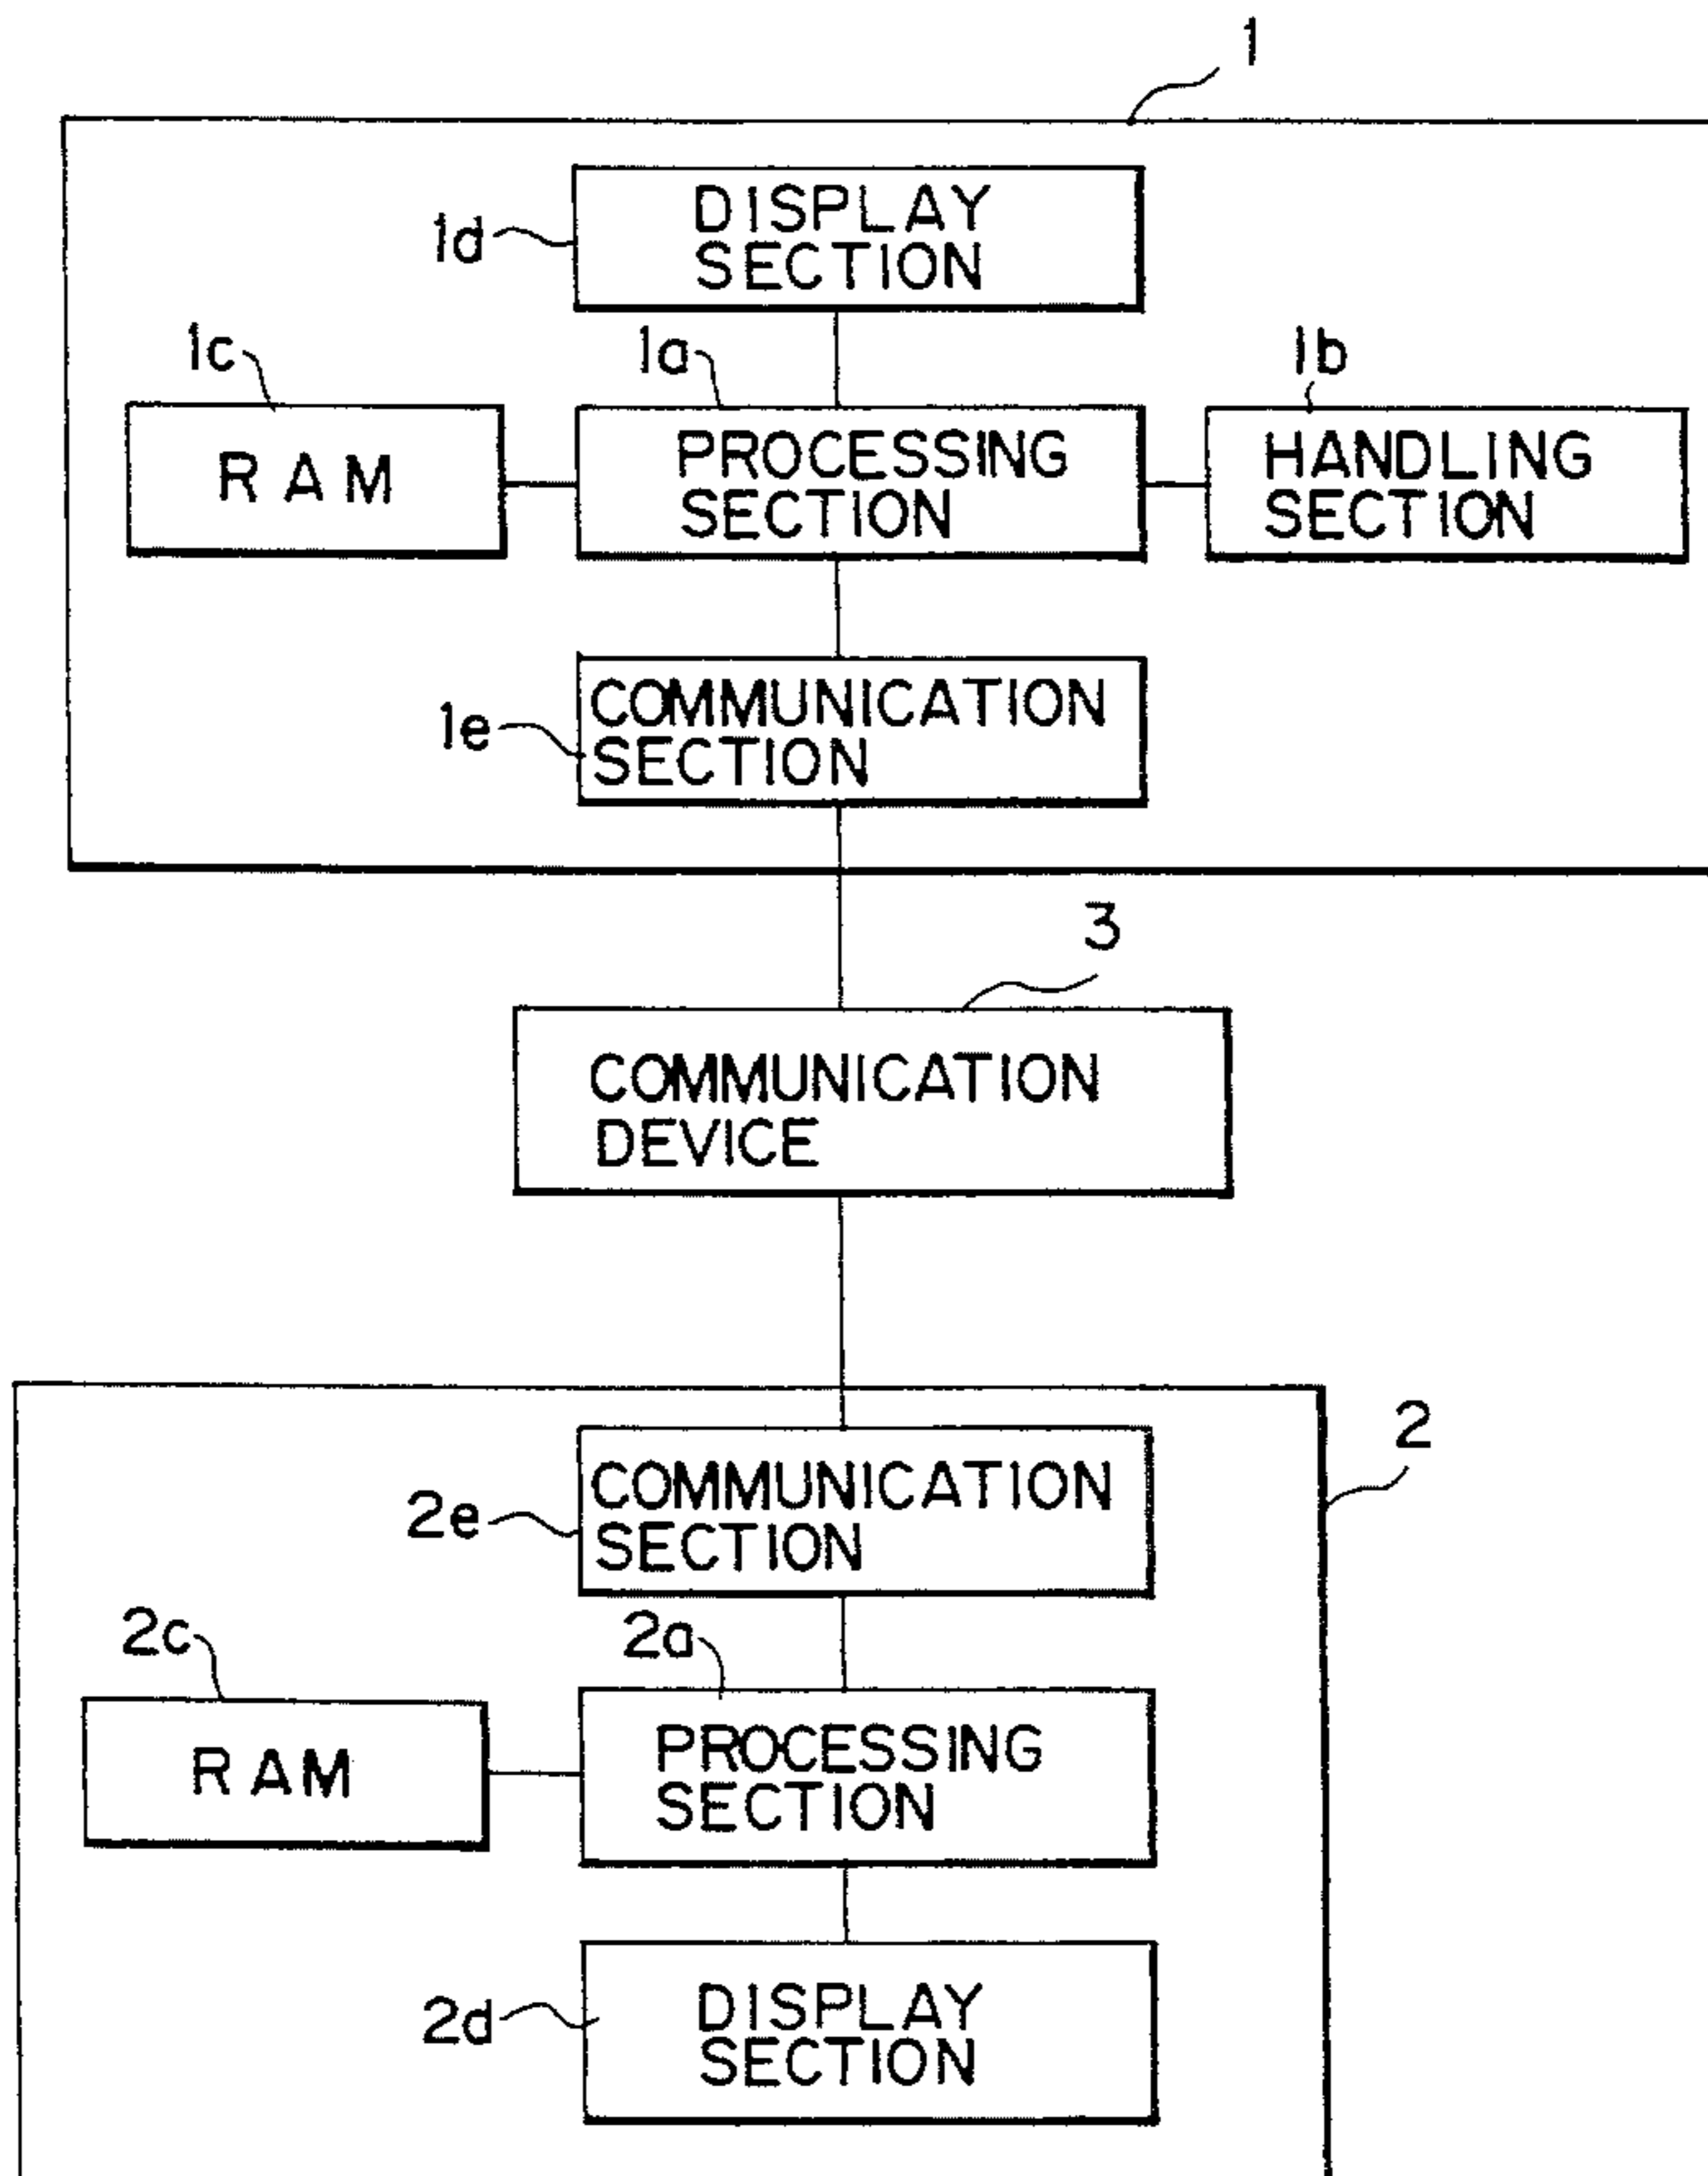 1
1d
DISPLAY
SECTION
1c
1a
1b
RAM
PROCESSING
SECTION
HANDLING
SECTION
1e
COMMUNICATION
SECTION
3
COMMUNICATION
DEVICE
2
2e
COMMUNICATION
SECTION
2c
2a
RAM
PROCESSING
SECTION
2d
DISPLAY
SECTION